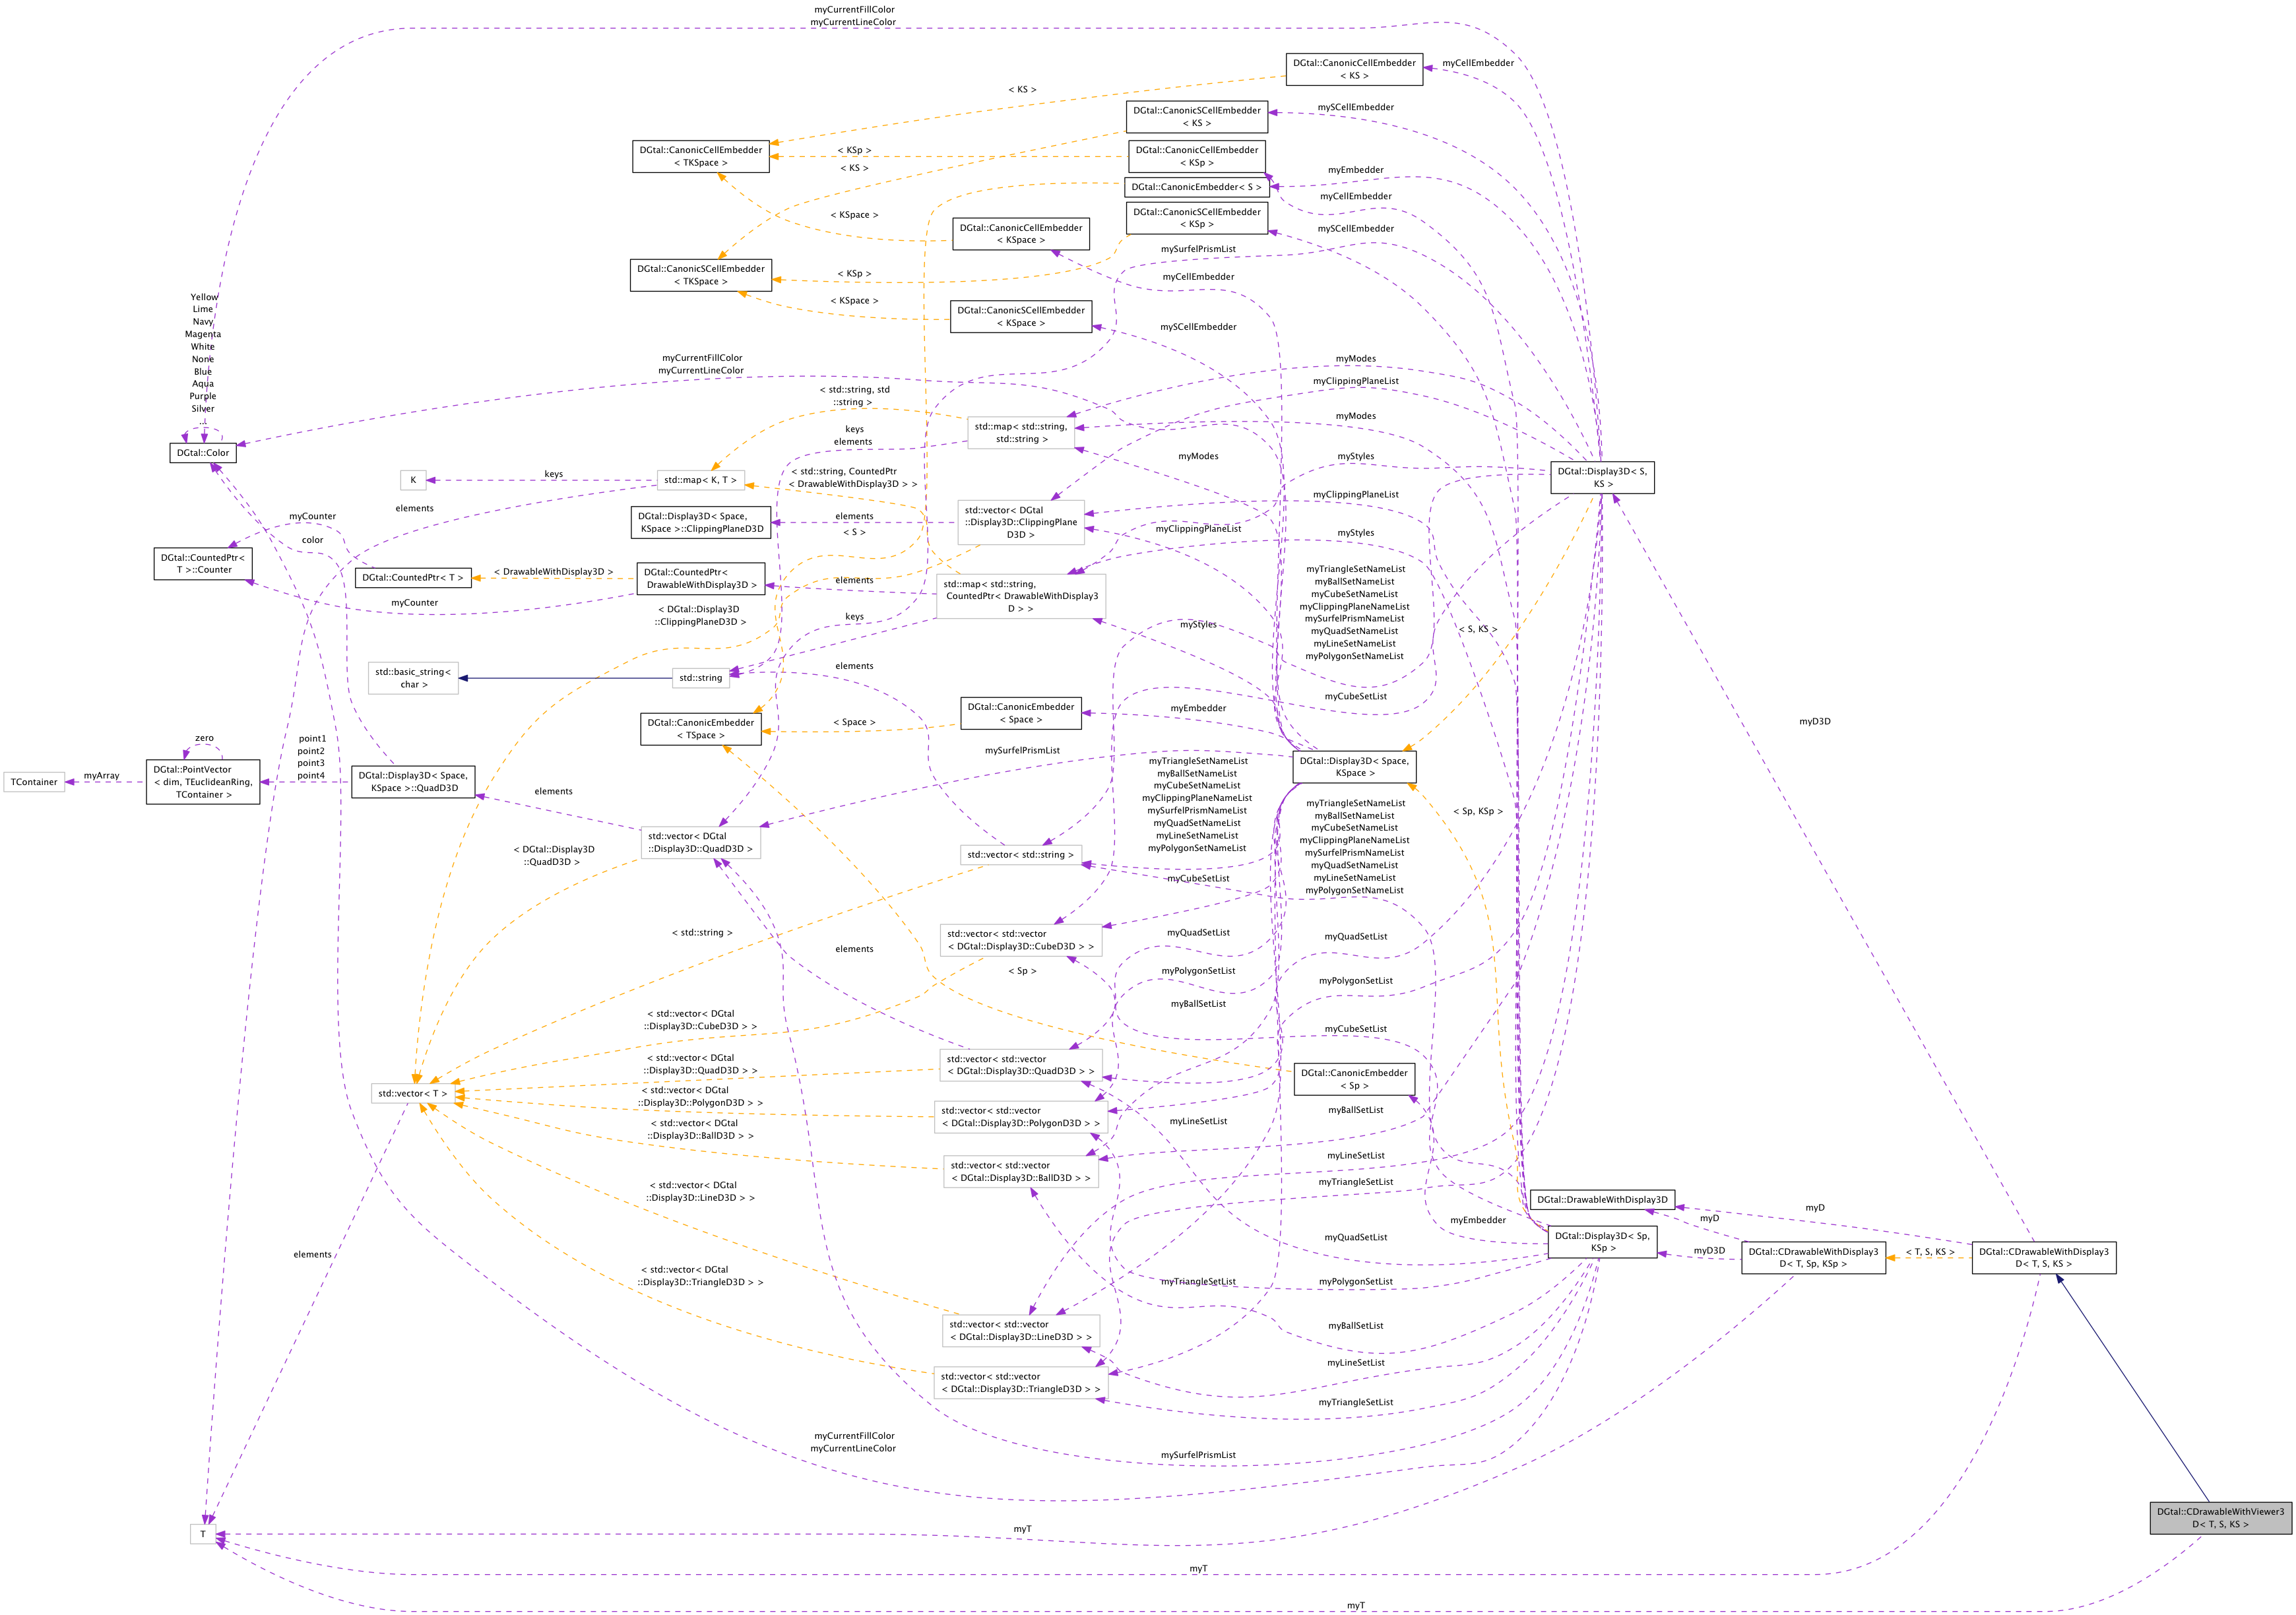 myCurrentFillColor
myCurrentLineColor
DGtal::CanonicCellEmbedder
< KS >
myCellEmbedder
< KS >
DGtal::CanonicSCellEmbedder
< KS >
mySCellEmbedder
DGtal::CanonicCellEmbedder
< TKSpace >
< KSp >
< KS >
DGtal::CanonicCellEmbedder
< KSp >
myEmbedder
DGtal::CanonicEmbedder< S >
myCellEmbedder
DGtal::CanonicSCellEmbedder
< KSp >
mySCellEmbedder
< KSpace >
DGtal::CanonicCellEmbedder
< KSpace >
mySurfelPrismList
DGtal::CanonicSCellEmbedder
< TKSpace >
< KSp >
myCellEmbedder
< KSpace >
DGtal::CanonicSCellEmbedder
< KSpace >
mySCellEmbedder
Yellow
Lime
Navy
Magenta
White
None
Blue
Aqua
Purple
Silver
...
DGtal::Color
myCurrentFillColor
myCurrentLineColor
myModes
myClippingPlaneList
< std::string, std
::string >
keys
elements
std::map< std::string,
std::string >
myModes
myModes
myStyles
K
keys
std::map< K, T >
< std::string, CountedPtr
< DrawableWithDisplay3D > >
DGtal::Display3D< S,
KS >
elements
DGtal::Display3D< Space,
KSpace >::ClippingPlaneD3D
elements
< S >
std::vector< DGtal
::Display3D::ClippingPlane
D3D >
myClippingPlaneList
myClippingPlaneList
myStyles
myCounter
color
DGtal::CountedPtr<
T >::Counter
DGtal::CountedPtr< T >
< DrawableWithDisplay3D >
DGtal::CountedPtr<
DrawableWithDisplay3D >
elements
std::map< std::string,
CountedPtr< DrawableWithDisplay3
D > >
myCounter
< DGtal::Display3D
::ClippingPlaneD3D >
keys
myStyles
myTriangleSetNameList
myBallSetNameList
myCubeSetNameList
myClippingPlaneNameList
mySurfelPrismNameList
myQuadSetNameList
myLineSetNameList
myPolygonSetNameList
< S, KS >
std::basic_string<
char >
std::string
elements
myCubeSetList
DGtal::CanonicEmbedder
< TSpace >
< Space >
DGtal::CanonicEmbedder
< Space >
myEmbedder
myD3D
zero
point1
point2
point3
point4
mySurfelPrismList
DGtal::Display3D< Space,
KSpace >
TContainer
myArray
DGtal::PointVector
< dim, TEuclideanRing,
TContainer >
DGtal::Display3D< Space,
KSpace >::QuadD3D
elements
myTriangleSetNameList
myBallSetNameList
myCubeSetNameList
myClippingPlaneNameList
mySurfelPrismNameList
myQuadSetNameList
myLineSetNameList
myPolygonSetNameList
myTriangleSetNameList
myBallSetNameList
myCubeSetNameList
myClippingPlaneNameList
mySurfelPrismNameList
myQuadSetNameList
myLineSetNameList
myPolygonSetNameList
< Sp, KSp >
std::vector< DGtal
::Display3D::QuadD3D >
< DGtal::Display3D
::QuadD3D >
std::vector< std::string >
myCubeSetList
< std::string >
std::vector< std::vector
< DGtal::Display3D::CubeD3D > >
elements
< Sp >
myQuadSetList
myQuadSetList
myPolygonSetList
myPolygonSetList
myBallSetList
< std::vector< DGtal
::Display3D::CubeD3D > >
myCubeSetList
< std::vector< DGtal
::Display3D::QuadD3D > >
std::vector< std::vector
< DGtal::Display3D::QuadD3D > >
DGtal::CanonicEmbedder
< Sp >
std::vector< T >
< std::vector< DGtal
::Display3D::PolygonD3D > >
std::vector< std::vector
< DGtal::Display3D::PolygonD3D > >
myLineSetList
myBallSetList
< std::vector< DGtal
::Display3D::BallD3D > >
std::vector< std::vector
< DGtal::Display3D::BallD3D > >
myLineSetList
myTriangleSetList
< std::vector< DGtal
::Display3D::LineD3D > >
DGtal::DrawableWithDisplay3D
myD
myD
myEmbedder
myQuadSetList
DGtal::Display3D< Sp,
KSp >
myD3D
DGtal::CDrawableWithDisplay3
D< T, Sp, KSp >
< T, S, KS >
DGtal::CDrawableWithDisplay3
D< T, S, KS >
elements
< std::vector< DGtal
::Display3D::TriangleD3D > >
myTriangleSetList
myPolygonSetList
std::vector< std::vector
< DGtal::Display3D::LineD3D > >
myBallSetList
myLineSetList
std::vector< std::vector
< DGtal::Display3D::TriangleD3D > >
myTriangleSetList
myCurrentFillColor
myCurrentLineColor
mySurfelPrismList
T
myT
DGtal::CDrawableWithViewer3
D< T, S, KS >
myT
myT